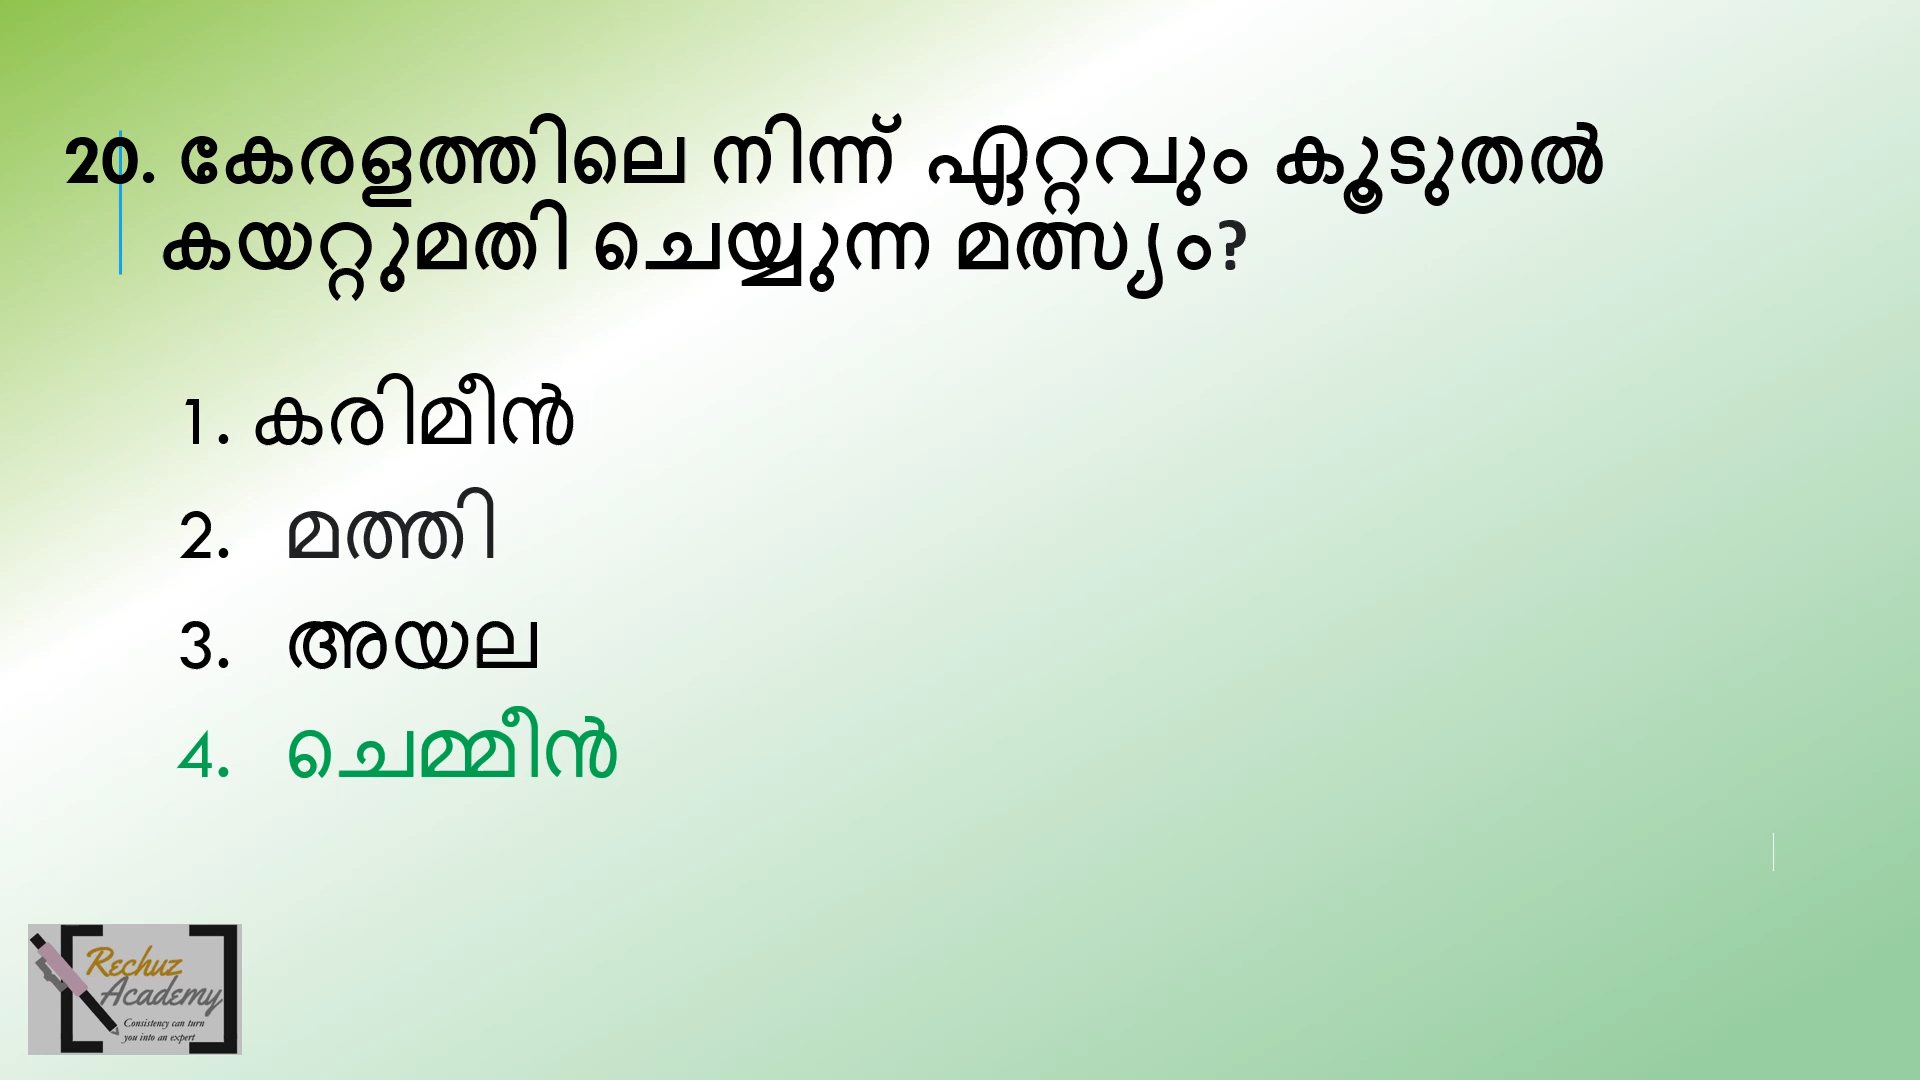 20. കേരളത്തിലെ നിന്ന് ഏറ്റവും കൂടുതൽ
കയറ്റുമതി ചെയ്യുന്ന മത്സ്യം?
1. കരിമീൻ
2. മത്തി
3. അയല
4. ചെമ്മീൻ
Rechuz
Academy
Consistency can turn
you into an expert